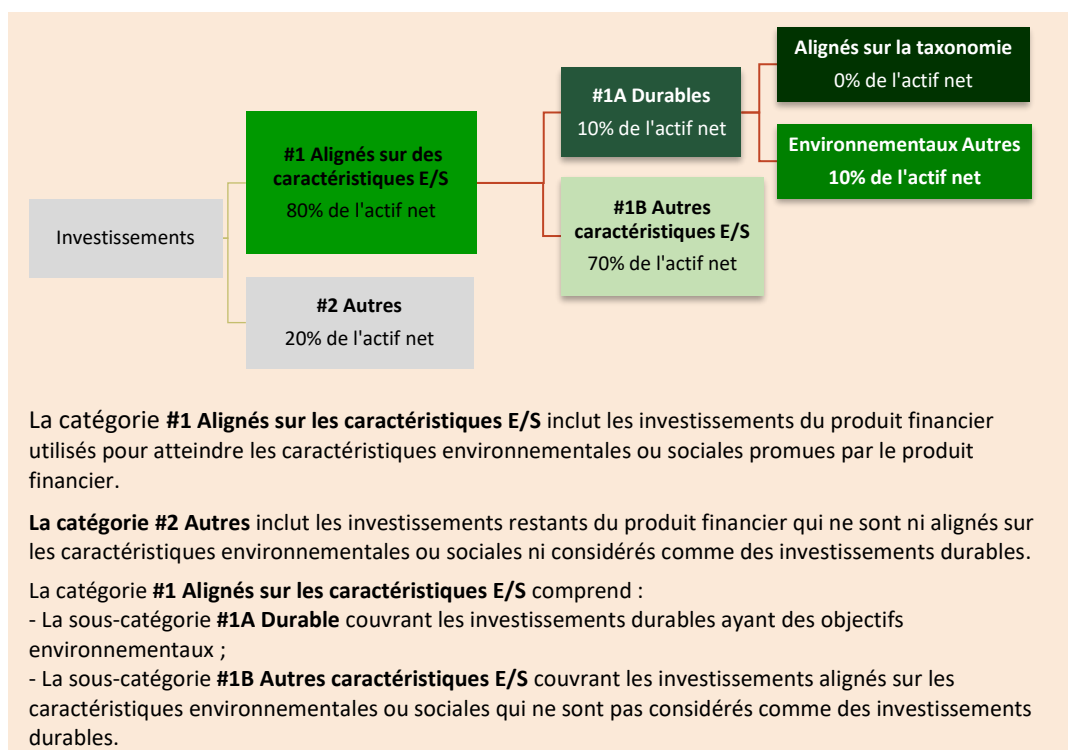 Investissements
#1 Alignés sur des
caractéristiques E/S
80% de l'actif net
#2 Autres
20% de l'actif net
#1A Durables
10% de l'actif net
#1B Autres
caractéristiques E/S
70% de l'actif net
Alignés sur la taxonomie
0% de l'actif net
Environnementaux Autres
10% de l'actif net
La catégorie #1 Alignés sur les caractéristiques E/S inclut les investissements du produit financier
utilisés pour atteindre les caractéristiques environnementales ou sociales promues par le produit
financier.
La catégorie #2 Autres inclut les investissements restants du produit financier qui ne sont ni alignés sur
les caractéristiques environnementales ou sociales ni considérés comme des investissements durables.
La catégorie #1 Alignés sur les caractéristiques E/S comprend :
- La sous-catégorie #1A Durable couvrant les investissements durables ayant des objectifs
environnementaux ;
- La sous-catégorie #1B Autres caractéristiques E/S couvrant les investissements alignés sur les
caractéristiques environnementales ou sociales qui ne sont pas considérés comme des investissements
durables.